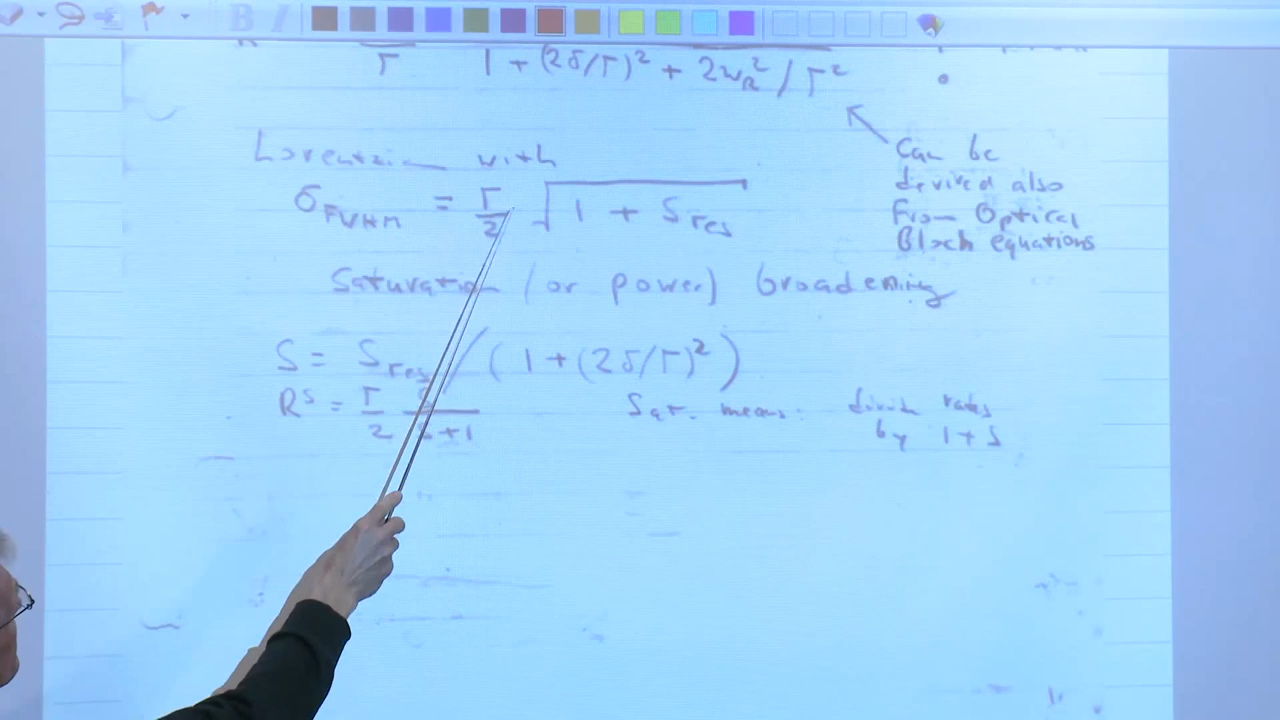 Γ 1 + (2δ/Γ)² + 2ω_R²/Γ²
Lorentzian with
δ_FWHM = Γ/2 √(1 + S_res)
Can be
derived also
From Optical
Bloch equations
Saturation (or power) broadening
S = S_res / (1 + (2δ/Γ)²)
R^S = Γ/2 S/(S+1)
Sat. means: divide rates
by 1 + S